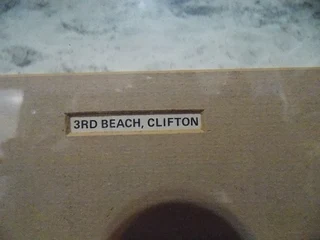 3RD BEACH, CLIFTON